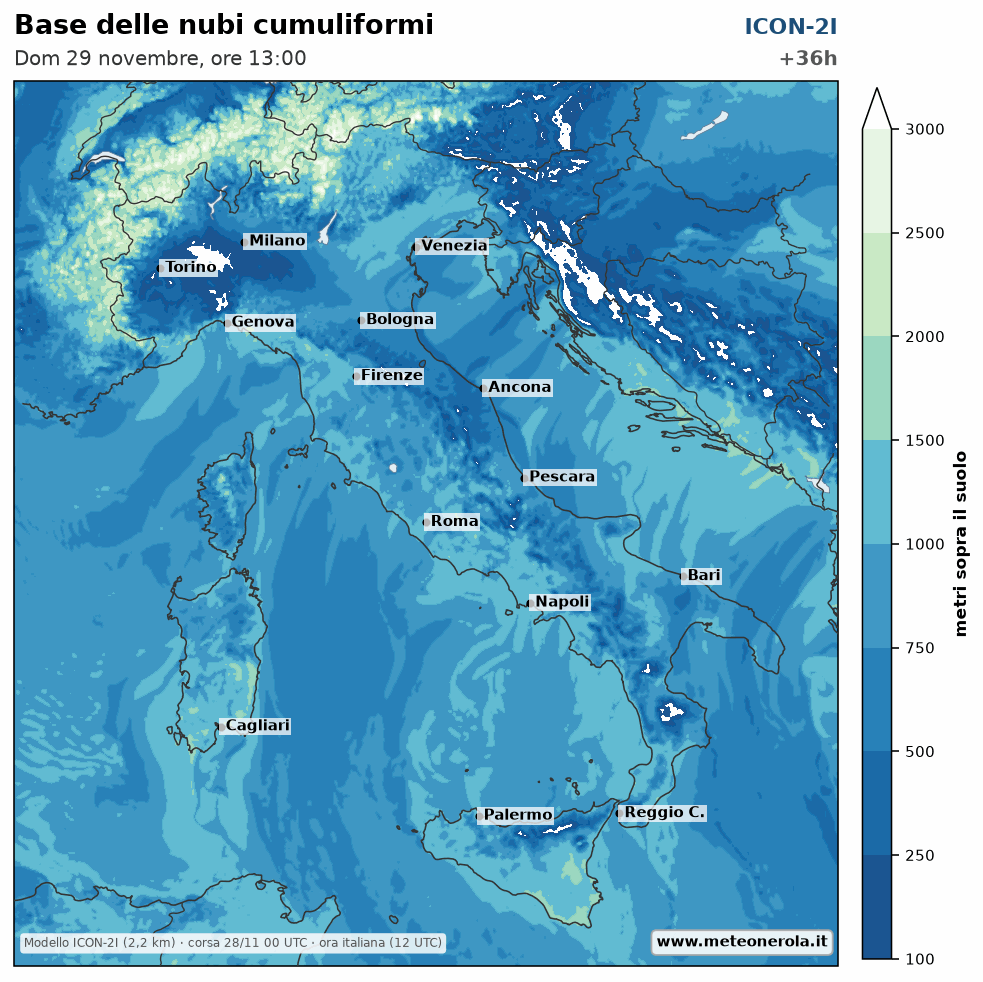 Base delle nubi cumuliformi
ICON-2I
Dom 29 novembre, ore 13:00
+36h
3000
2500
2000
1500
1000
750
500
250
100
metri sopra il suolo
Milano
Venezia
Torino
Genova
Bologna
Firenze
Ancona
Pescara
Roma
Bari
Napoli
Cagliari
Palermo
Reggio C.
Modello ICON-2I (2,2 km) · corsa 28/11 00 UTC · ora italiana (12 UTC)
www.meteonerola.it